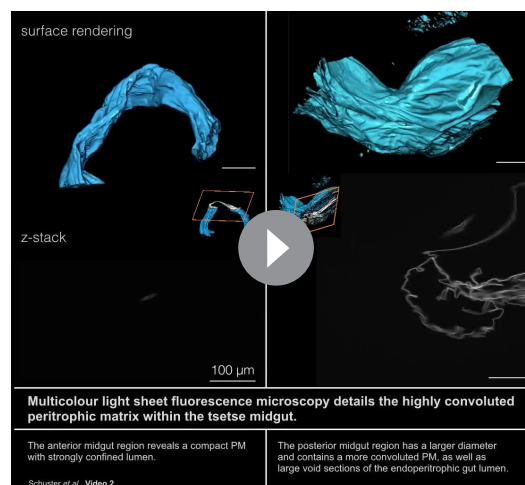 surface rendering
z-stack
100 µm
Multicolour light sheet fluorescence microscopy details the highly convoluted
peritrophic matrix within the tsetse midgut.
The anterior midgut region reveals a compact PM
with strongly confined lumen.
The posterior midgut region has a larger diameter
and contains a more convoluted PM, as well as
large void sections of the endoperitrophic gut lumen.
Schuster et al. Video 2